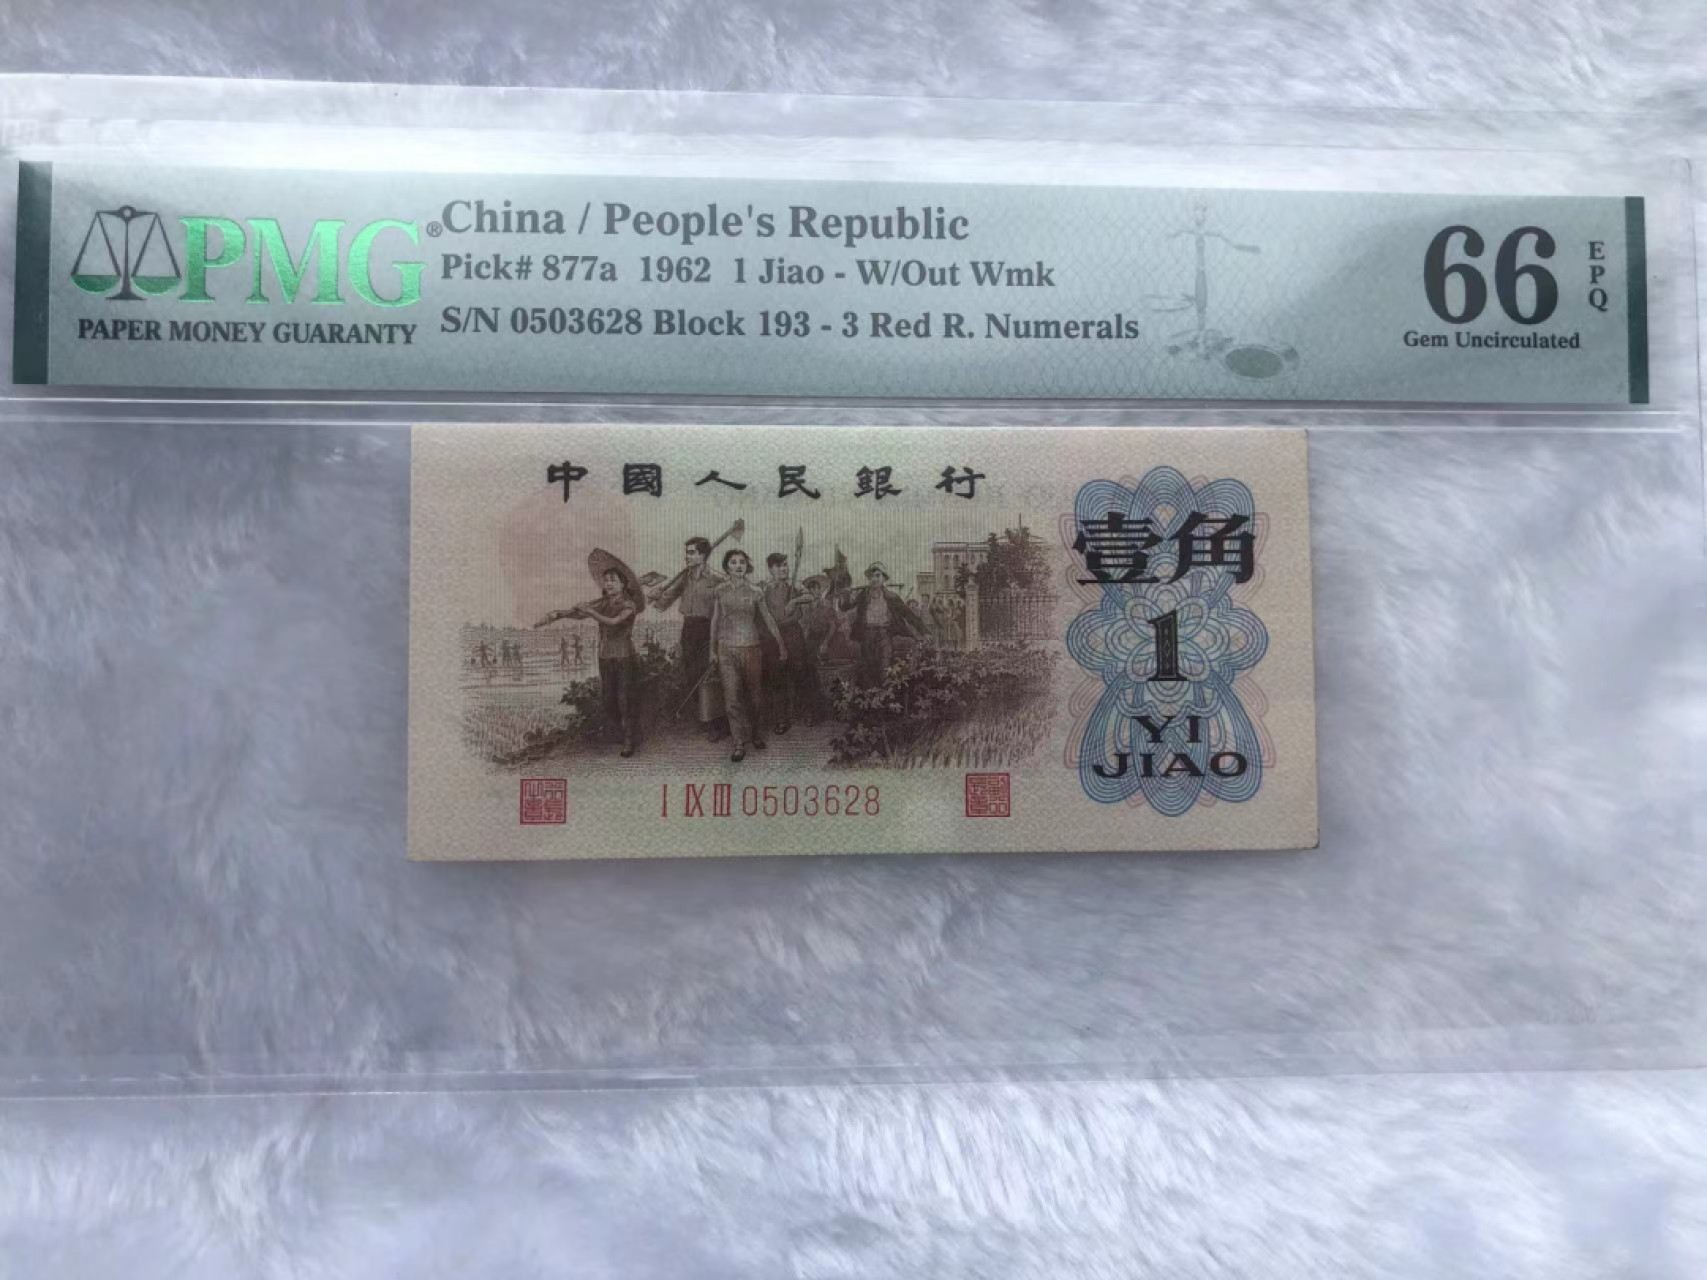 PMG®
PAPER MONEY GUARANTY
China / People's Republic
Pick# 877a 1962 1 Jiao - W/Out Wmk
S/N 0503628 Block 193 - 3 Red R. Numerals
66 EPQ
Gem Uncirculated
中國人民銀行
壹角
1
YI
JIAO
I IX III 0503628